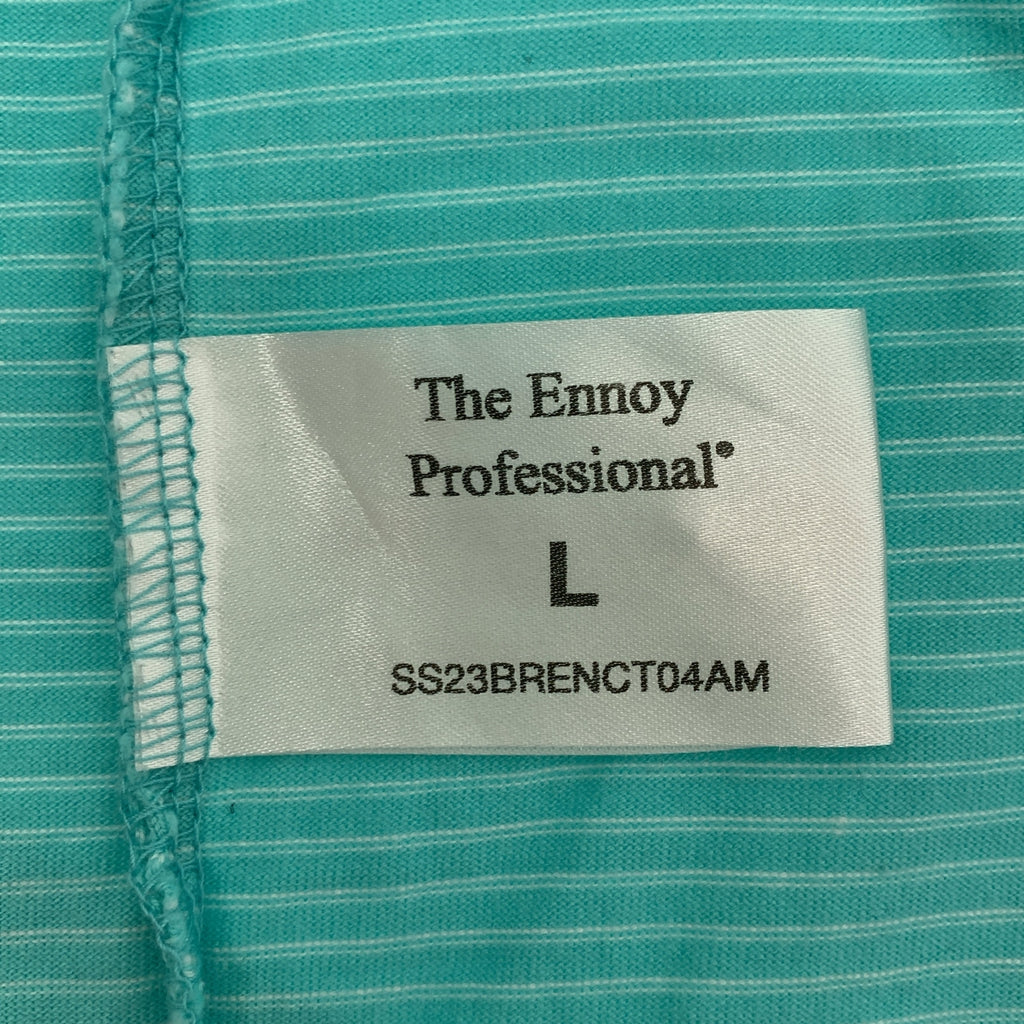 The Ennoy
Professional®
L
SS23BRENCT04AM